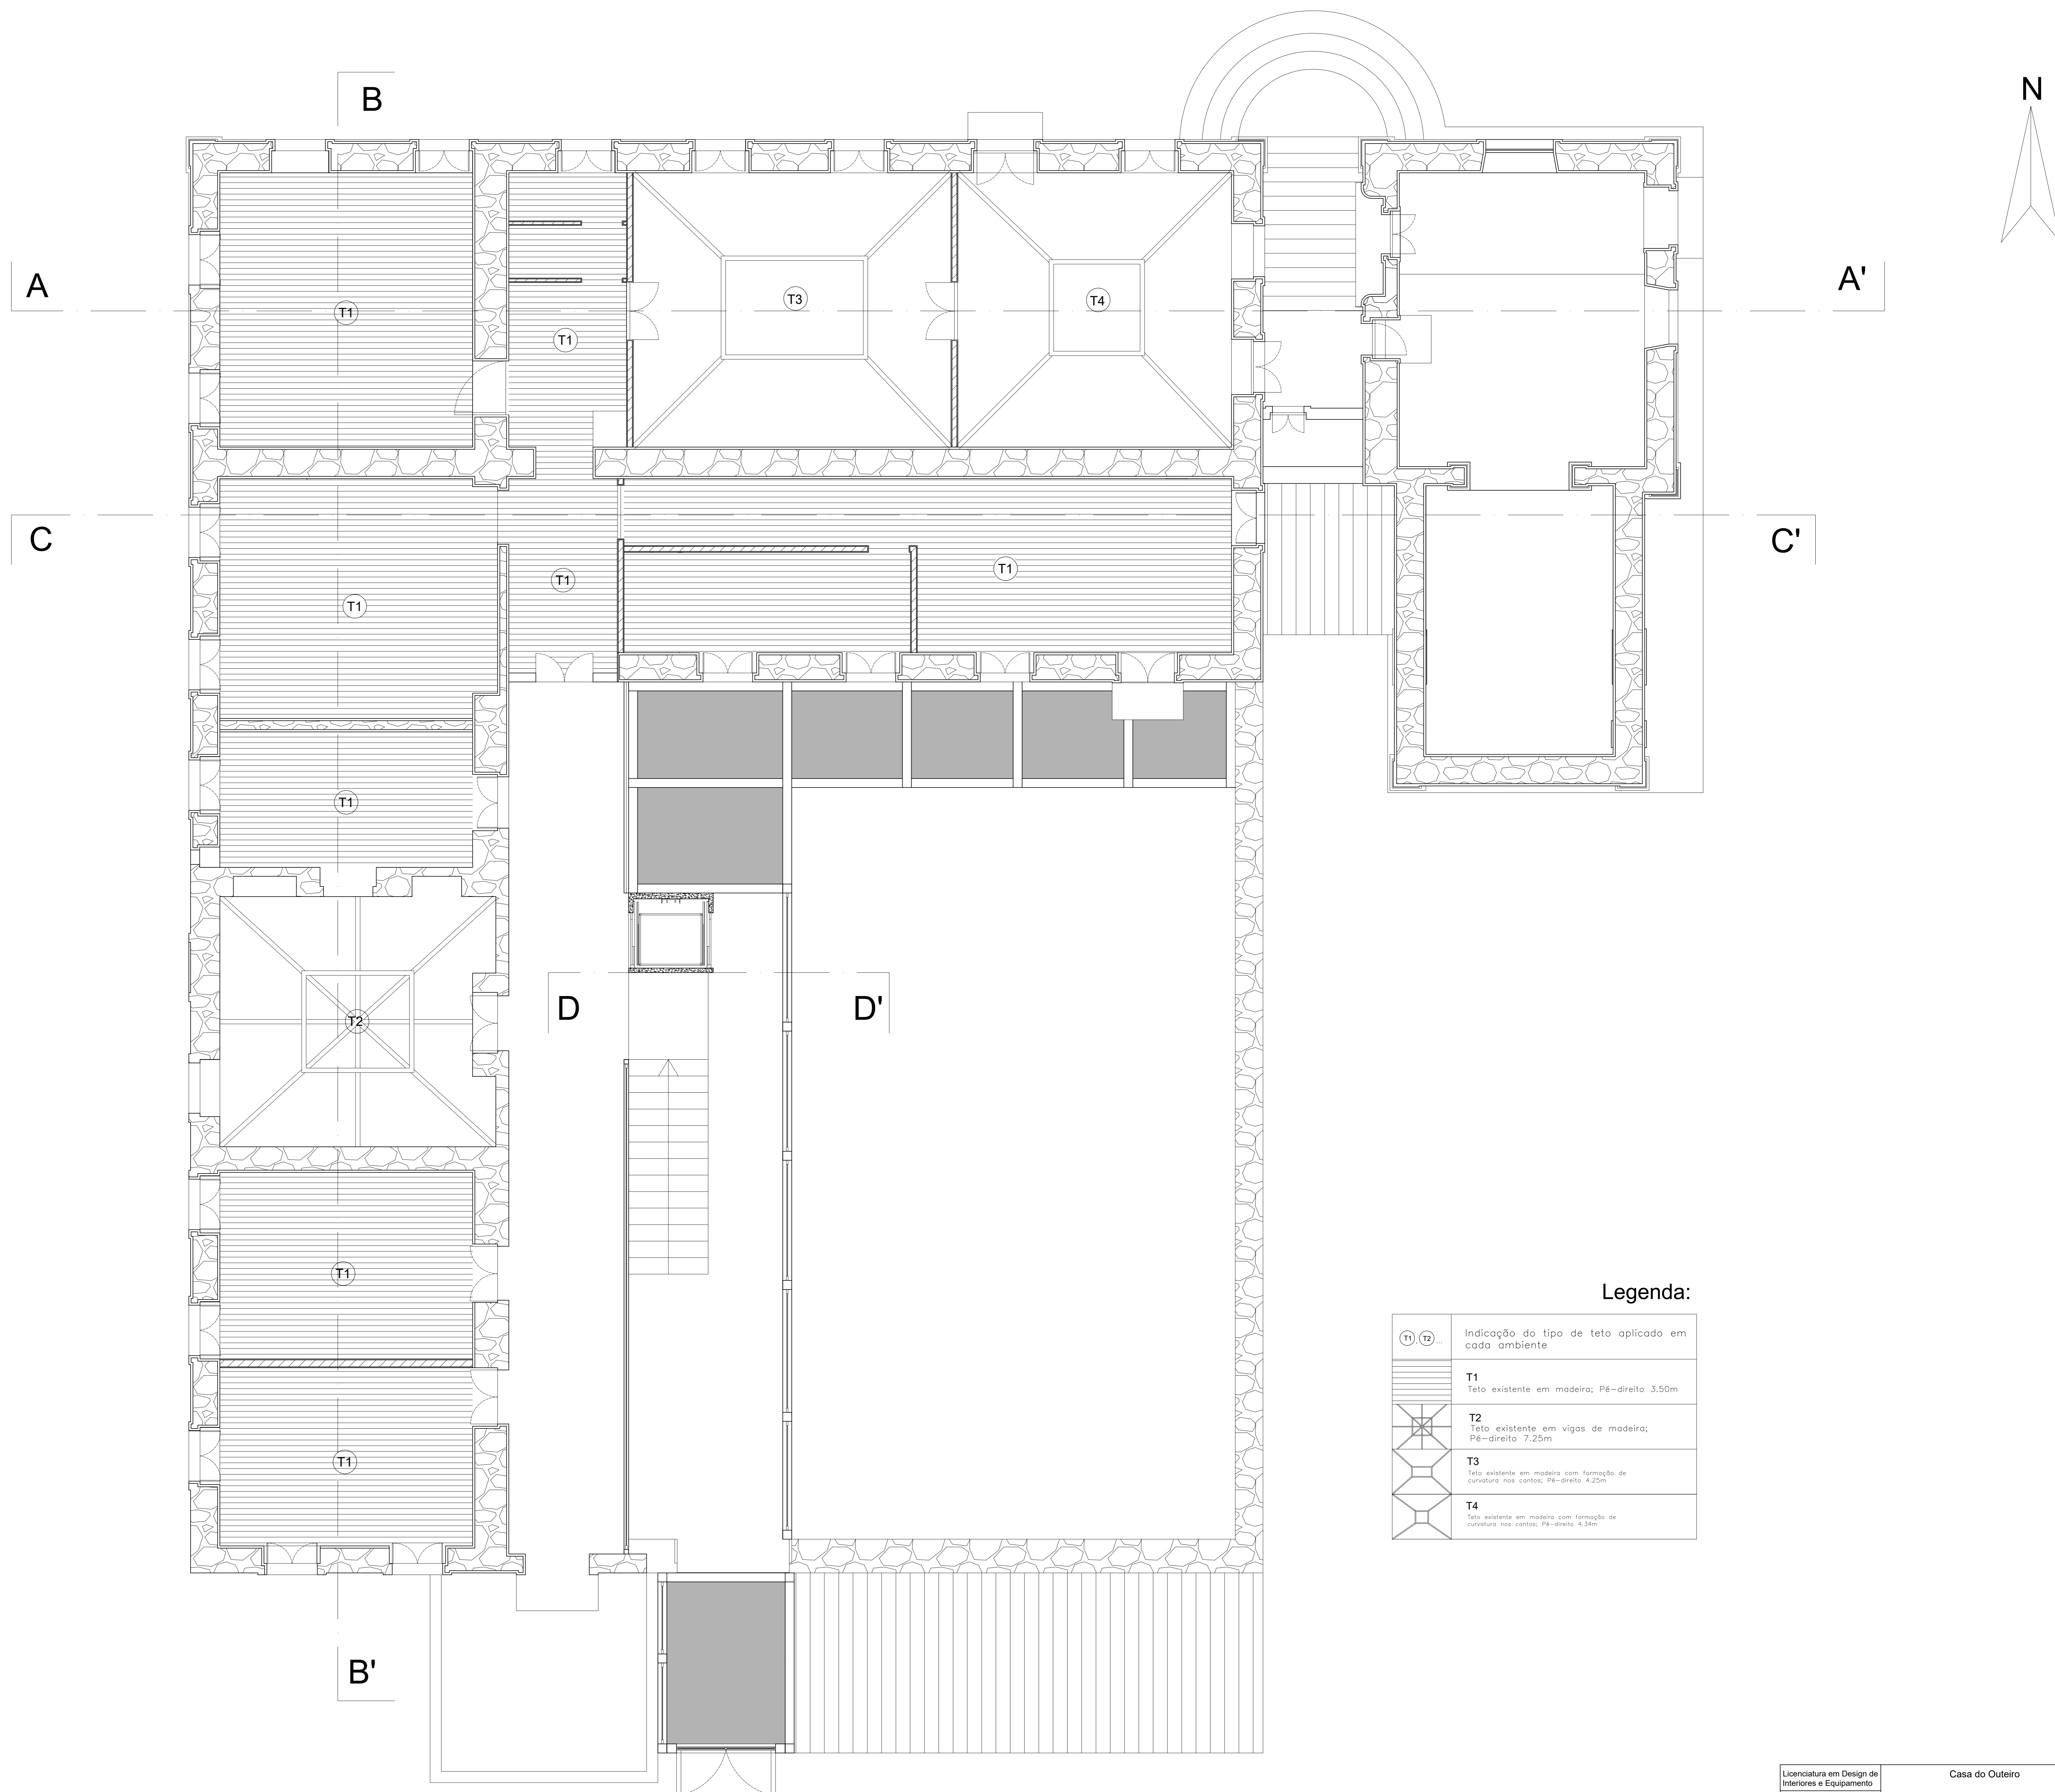 B
N
A
A'
T1
T3
T4
T1
C
C'
T1
T1
T1
T1
D
D'
T2
T1
T1
B'
Legenda:
T1, T2 ...
Indicação do tipo de teto aplicado em
cada ambiente
T1
Teto existente em madeira; Pé-direito 3.50m
T2
Teto existente em vigas de madeira;
Pé-direito 7.25m
T3
Teto existente em madeira com formação de
curvatura nos cantos; Pé-direito 4.25m
T4
Teto existente em madeira com formação de
curvatura nos cantos; Pé-direito 4.34m
Licenciatura em Design de
Interiores e Equipamento
Casa do Outeiro